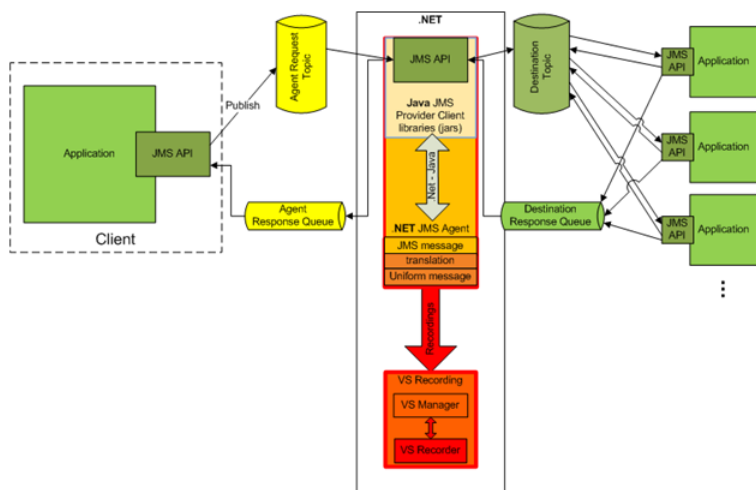 .NET
Agent Request
Topic
JMS API
Destination
Topic
JMS
API
Application
Publish
Java JMS
Provider Client
libraries (jars)
Application
JMS API
.Net - Java
JMS
API
Application
Agent
Response Queue
Destination
Response Queue
JMS
API
Application
Client
.NET JMS Agent
JMS message
translation
Uniform message
...
Recordings
VS Recording
VS Manager
VS Recorder